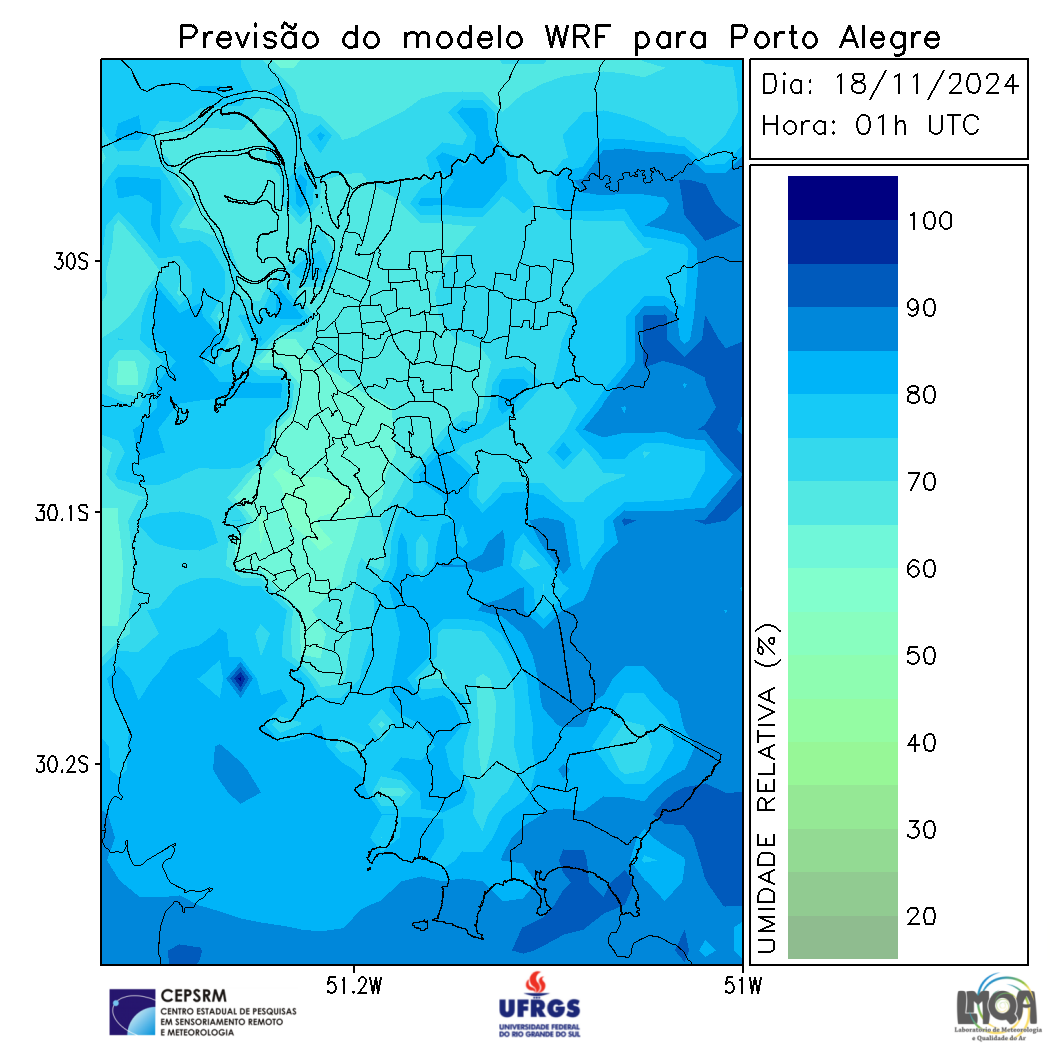 Previsão do modelo WRF para Porto Alegre
Dia: 18/11/2024
Hora: 01h UTC
30S
30.1S
30.2S
51.2W
51W
UMIDADE RELATIVA (%)
100
90
80
70
60
50
40
30
20
CEPSRM
CENTRO ESTADUAL DE PESQUISAS
EM SENSORIAMENTO REMOTO
E METEOROLOGIA
UFRGS
UNIVERSIDADE FEDERAL
DO RIO GRANDE DO SUL
LMQA
Laboratório de Meteorologia
e Qualidade do Ar